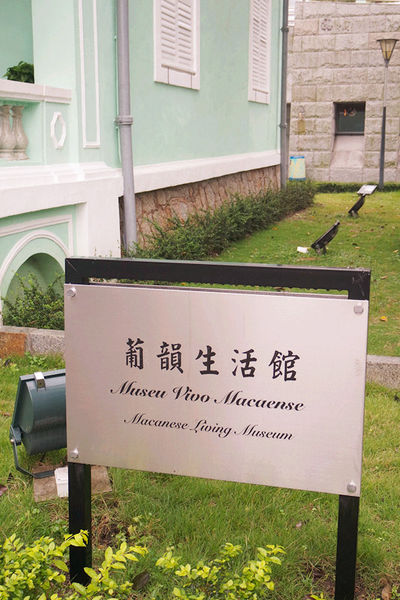 葡韻生活館
Museu Vivo Macaense
Macanese Living Museum